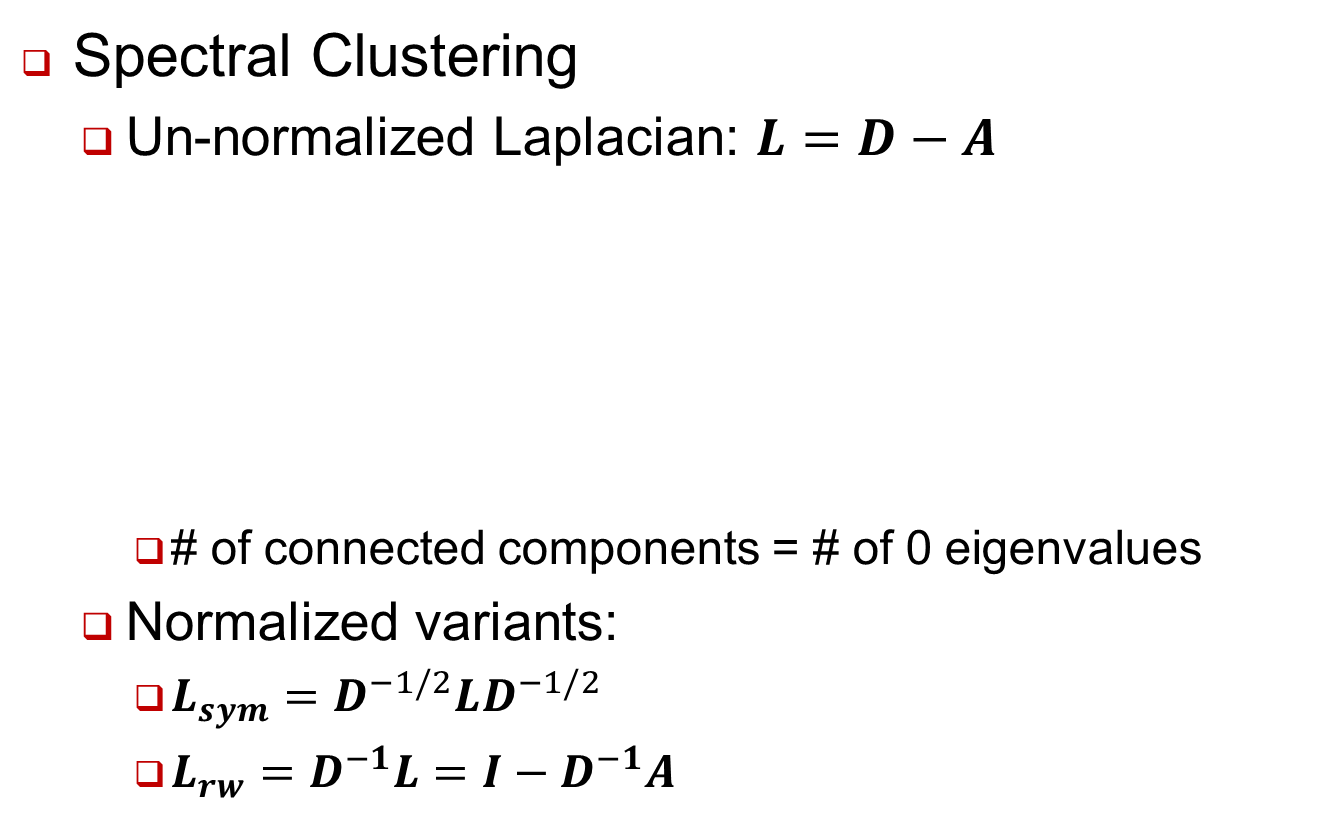 ❑ Spectral Clustering
❑ Un-normalized Laplacian: L = D − A
❑ # of connected components = # of 0 eigenvalues
❑ Normalized variants:
❑ L_sym = D^{−1/2} L D^{−1/2}
❑ L_rw = D^{−1} L = I − D^{−1} A